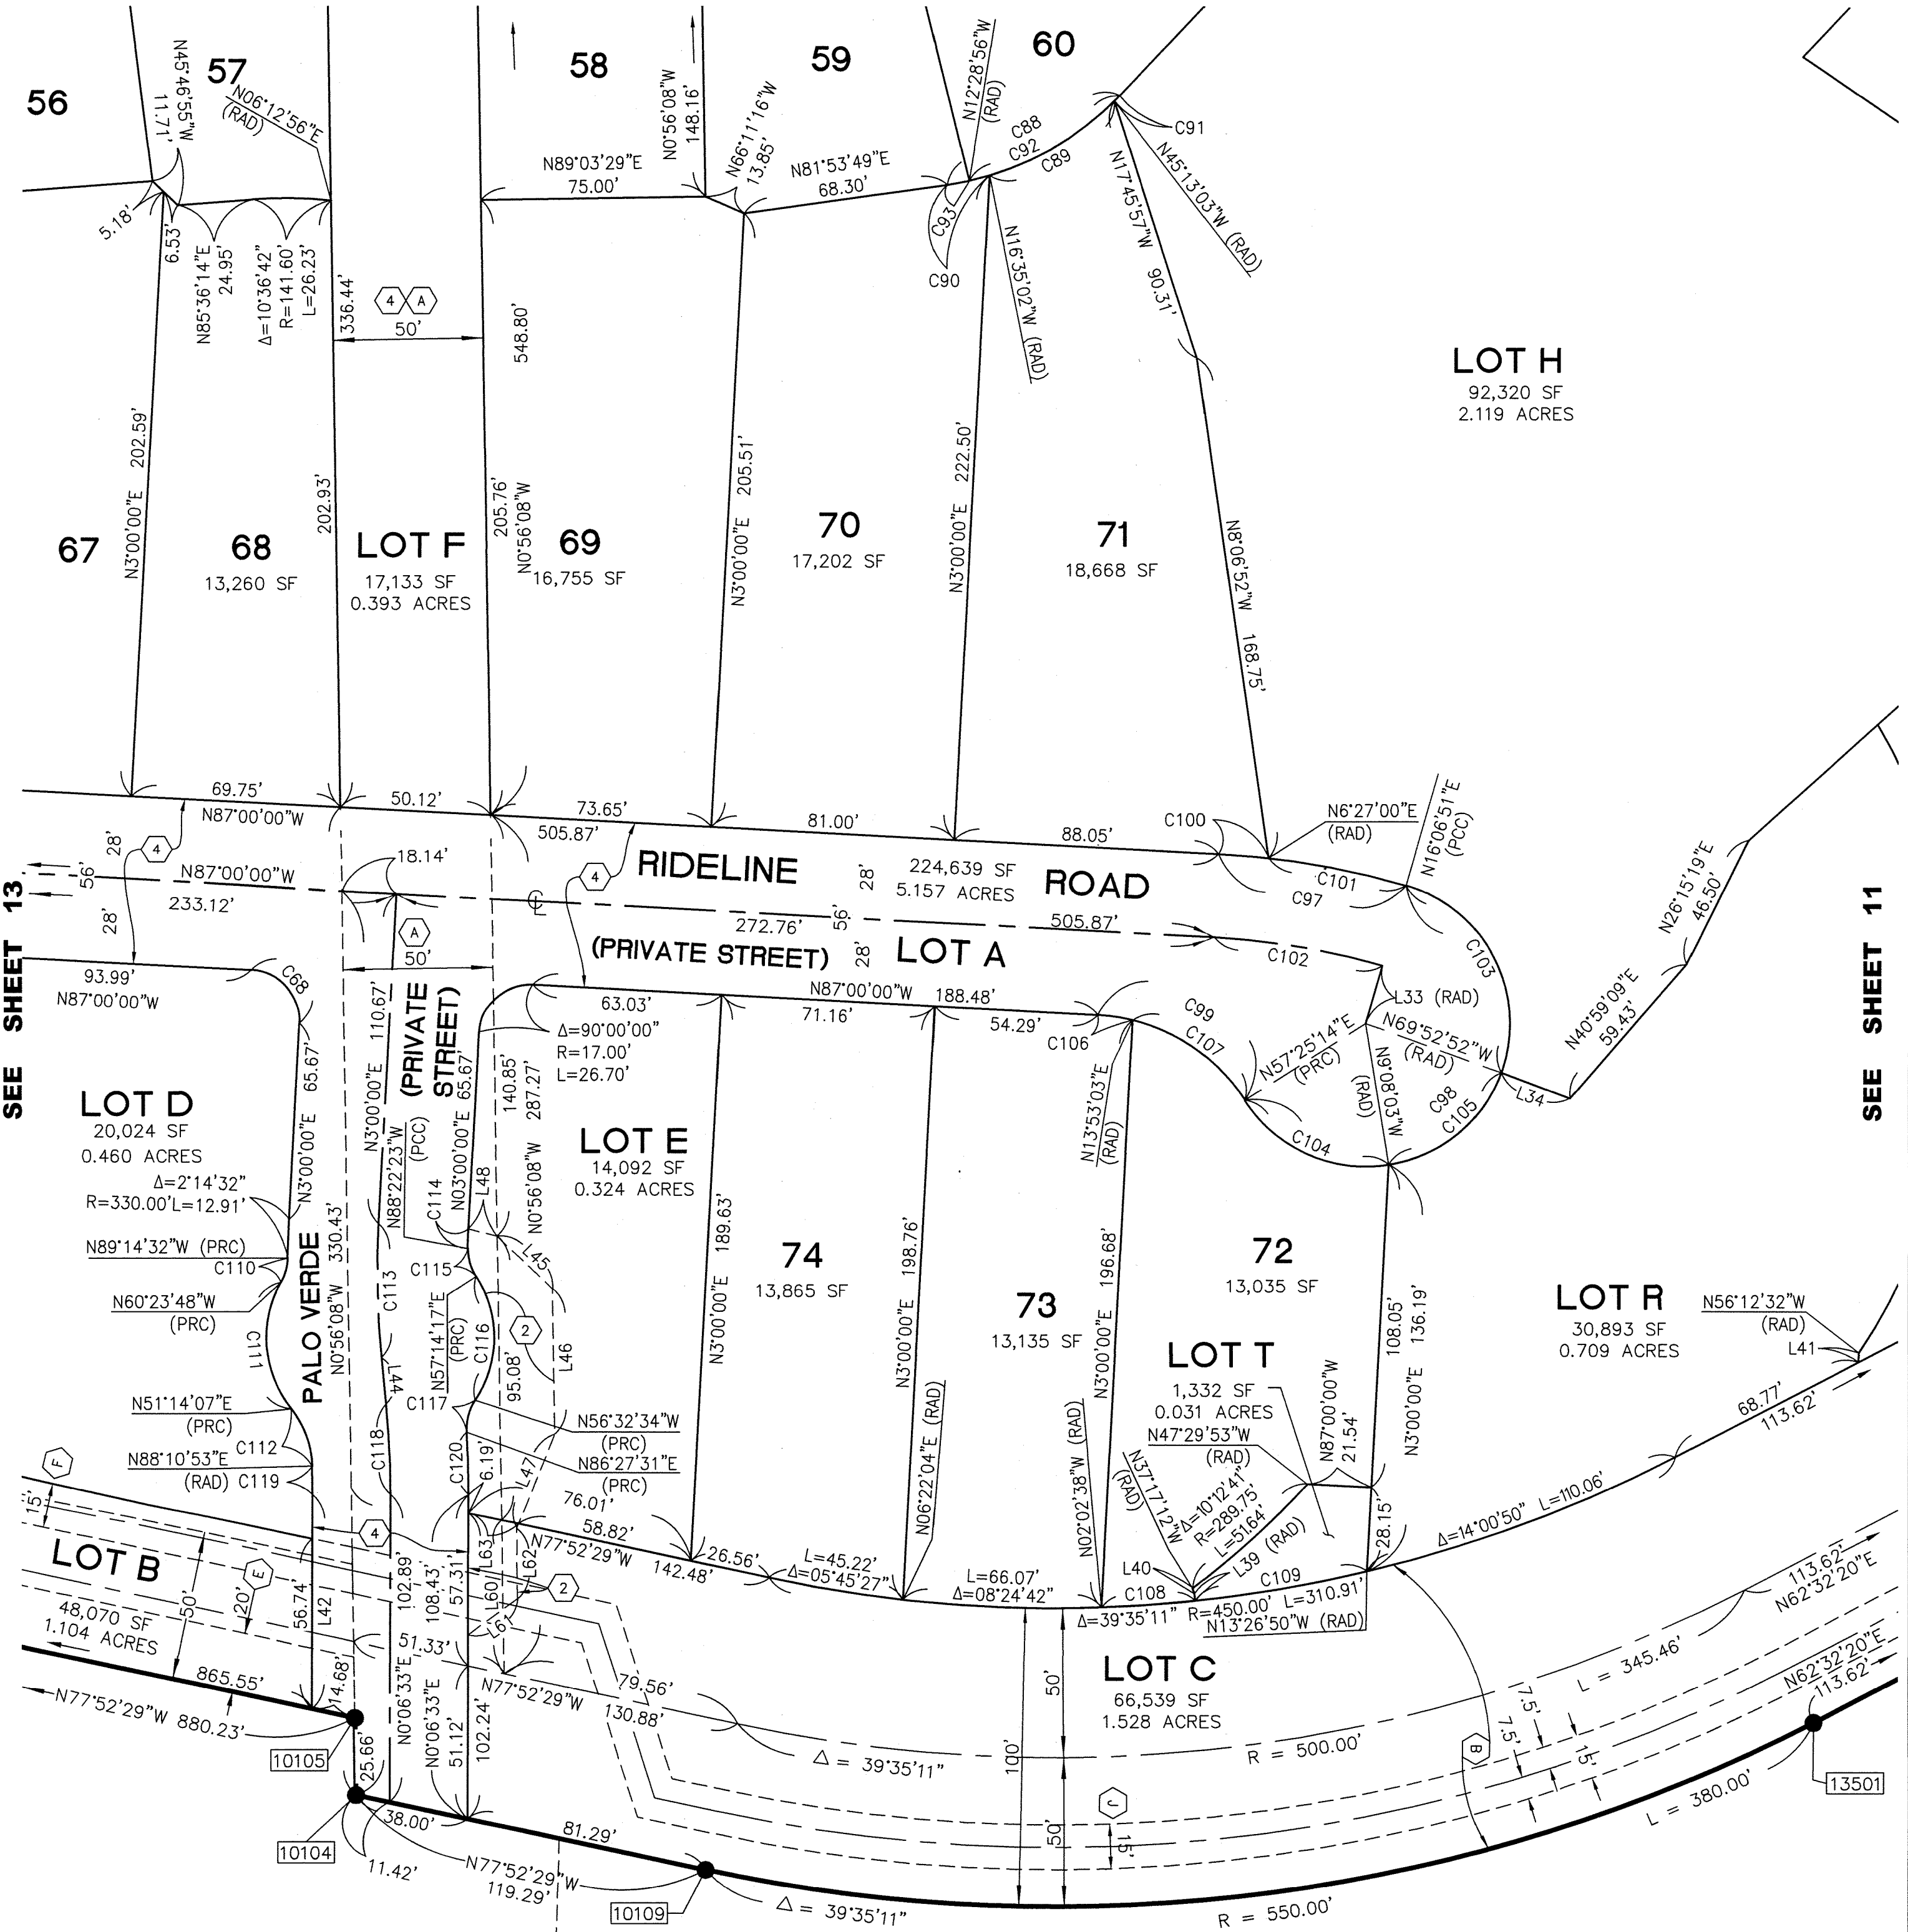 56
57
58
59
60
N45°46'55"W
11.71'
N06°12'56"E
(RAD)
N0°56'08"W
148.16'
N66°11'16"W
13.85'
N12°28'56"W
(RAD)
C88
C92
C89
C91
N45°13'03"W (RAD)
N89°03'29"E
75.00'
N81°53'49"E
68.30'
C93
C90
N16°35'02"W (RAD)
N17°45'57"W 90.31'
5.18'
6.53'
N85°36'14"E
24.95'
Δ=10°36'42"
R=141.60'
L=26.23'
336.44'
4
A
50'
548.80'
LOT H
92,320 SF
2.119 ACRES
N3°00'00"E 202.59'
202.93'
205.76'
N0°56'08"W
N3°00'00"E 205.51'
N3°00'00"E 222.50'
N8°06'52"W 168.75'
67
68
13,260 SF
LOT F
17,133 SF
0.393 ACRES
69
16,755 SF
70
17,202 SF
71
18,668 SF
69.75'
N87°00'00"W
50.12'
73.65'
505.87'
81.00'
88.05'
C100
N6°27'00"E
(RAD)
N16°06'51"E
(PCC)
C101
C97
28'
4
56'
28'
N87°00'00"W
233.12'
18.14'
4
RIDELINE
ROAD
224,639 SF
5.157 ACRES
28'
56'
28'
272.76'
505.87'
(PRIVATE STREET)
LOT A
C102
C103
L33 (RAD)
N26°15'19"E
46.50'
N40°59'09"E
59.43'
SEE SHEET 13
SEE SHEET 11
A
50'
93.99'
N87°00'00"W
C68
63.03'
N87°00'00"W
188.48'
71.16'
54.29'
C106
C99
C107
N57°25'14"E
(PRC)
N69°52'52"W
(RAD)
N9°08'03"W
(RAD)
L34
C98
C105
C104
Δ=90°00'00"
R=17.00'
L=26.70'
N3°00'00"E 65.67'
N3°00'00"E 110.67'
(PRIVATE
STREET)
N03°00'00"E 65.67'
140.85'
N0°56'08"W 287.27'
N13°53'03"E
(RAD)
LOT D
20,024 SF
0.460 ACRES
Δ=2°14'32"
R=330.00'L=12.91'
N88°22'23"W
(PCC)
C114
L48
LOT E
14,092 SF
0.324 ACRES
N89°14'32"W (PRC)
C110
N60°23'48"W
(PRC)
C111
PALO VERDE
N0°56'08"W 330.43'
C113
L44
C115
N57°14'17"E
(PRC)
C116
2
L45
L46
95.08'
C117
N51°14'07"E
(PRC)
C112
N88°10'53"E
(RAD) C119
C118
C120
6.19'
L47
N56°32'34"W
(PRC)
N86°27'31"E
(PRC)
N3°00'00"E 189.63'
N3°00'00"E 198.76'
N3°00'00"E 196.68'
74
13,865 SF
73
13,135 SF
72
13,035 SF
108.05'
N3°00'00"E 136.19'
LOT T
1,332 SF
0.031 ACRES
LOT R
30,893 SF
0.709 ACRES
N56°12'32"W
(RAD)
L41
68.77'
113.62'
N47°29'53"W
(RAD)
N87°00'00"W
21.54'
N37°17'12"W
(RAD)
Δ=10°12'41"
R=289.75'
L=51.64'
L39 (RAD)
L40
N06°22'04"E (RAD)
N02°02'38"W (RAD)
28.15'
Δ=14°00'50" L=110.06'
76.01'
58.82'
N77°52'29"W
142.48'
26.56'
L=45.22'
Δ=05°45'27"
L=66.07'
Δ=08°24'42"
C108
C109
Δ=39°35'11" R=450.00' L=310.91'
N13°26'50"W (RAD)
F
15'
4
LOT B
E
20'
50'
48,070 SF
1.104 ACRES
56.74'
L42
102.89'
108.43'
57.31'
L63
L60
L62
L61
2
865.55'
N77°52'29"W 880.23'
14.68'
51.33'
N77°52'29"W
130.88'
79.56'
N0°06'33"E
N0°06'33"E
51.12'
102.24'
10105
25.66'
10104
38.00'
11.42'
81.29'
N77°52'29"W
119.29'
10109
Δ = 39°35'11"
Δ = 39°35'11"
R = 500.00'
L = 345.46'
100'
50'
50'
LOT C
66,539 SF
1.528 ACRES
J
15'
B
7.5'
7.5'
15'
113.62'
N62°32'20"E
N62°32'20"E
113.62'
13501
L = 380.00'
R = 550.00'